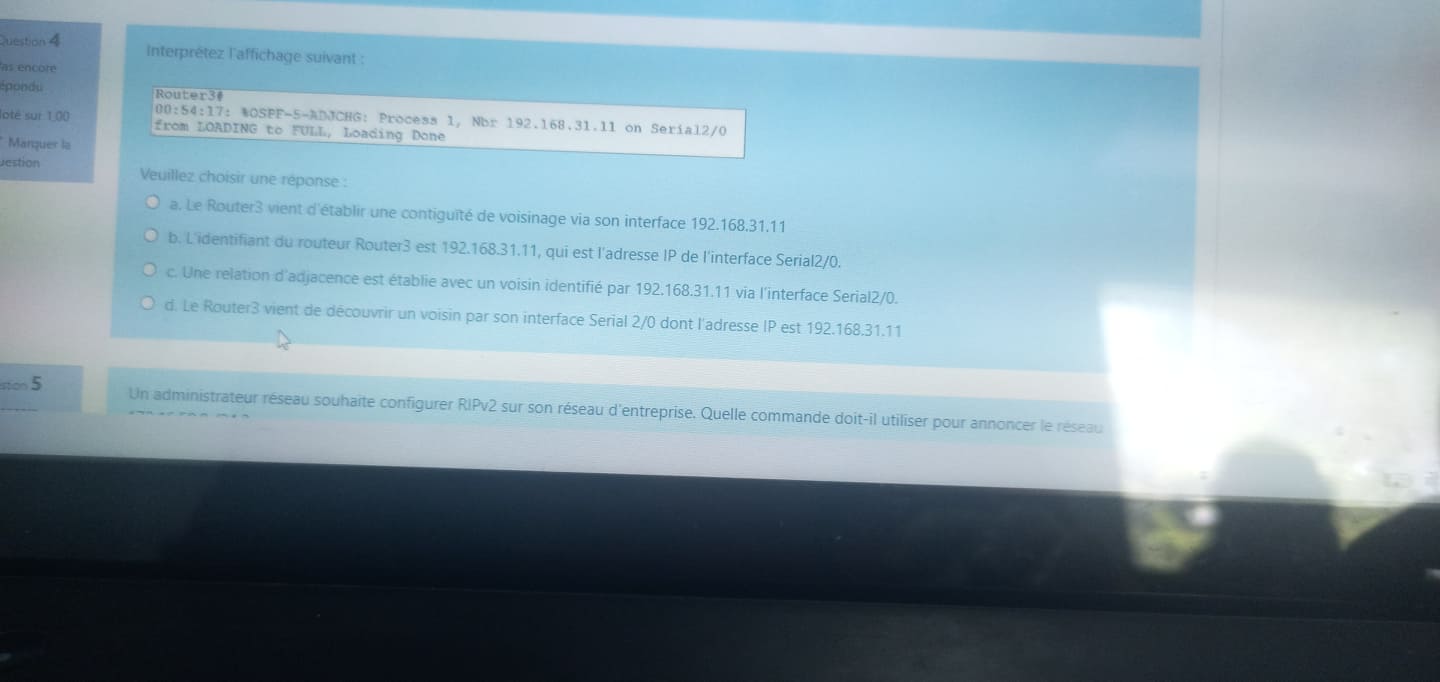 Question 4
as encore
épondu
oté sur 1,00
Marquer la
uestion
Interprétez l'affichage suivant :
Router3#
00:54:17: %OSPF-5-ADJCHG: Process 1, Nbr 192.168.31.11 on Serial2/0
from LOADING to FULL, Loading Done
Veuillez choisir une réponse :
a. Le Router3 vient d'établir une contiguïté de voisinage via son interface 192.168.31.11
b. L'identifiant du routeur Router3 est 192.168.31.11, qui est l'adresse IP de l'interface Serial2/0.
c. Une relation d'adjacence est établie avec un voisin identifié par 192.168.31.11 via l'interface Serial2/0.
d. Le Router3 vient de découvrir un voisin par son interface Serial 2/0 dont l'adresse IP est 192.168.31.11
stion 5
Un administrateur réseau souhaite configurer RIPv2 sur son réseau d'entreprise. Quelle commande doit-il utiliser pour annoncer le réseau